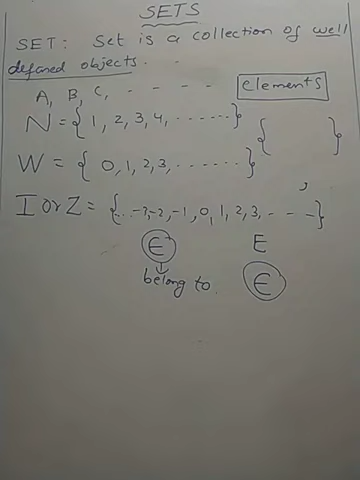 SETS
SET: Set is a collection of well
defined objects.
A, B, C, - - - - elements
N = { 1, 2, 3, 4, ...... } { }
W = { 0, 1, 2, 3, ....... }
,
I or Z = {...-3,-2,-1, 0, 1, 2, 3, - - - }
∈ E
belong to ∈